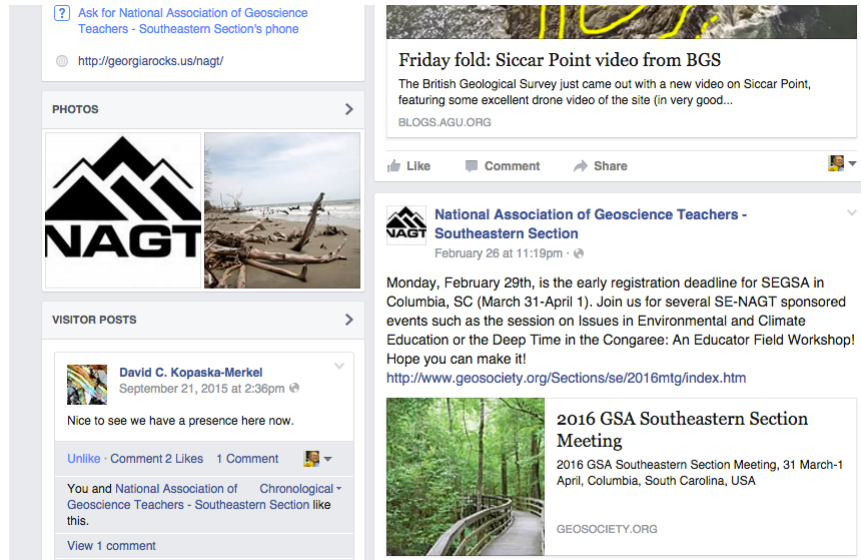 ? Ask for National Association of Geoscience
Teachers - Southeastern Section's phone
http://georgiarocks.us/nagt/
PHOTOS
NAGT
VISITOR POSTS
David C. Kopaska-Merkel
September 21, 2015 at 2:36pm
Nice to see we have a presence here now.
Unlike · Comment 2 Likes 1 Comment
You and National Association of Chronological
Geoscience Teachers - Southeastern Section like
this.
View 1 comment
Friday fold: Siccar Point video from BGS
The British Geological Survey just came out with a new video on Siccar Point,
featuring some excellent drone video of the site (in very good...
BLOGS.AGU.ORG
Like Comment Share
NAGT
National Association of Geoscience Teachers -
Southeastern Section
February 26 at 11:19pm ·
Monday, February 29th, is the early registration deadline for SEGSA in
Columbia, SC (March 31-April 1). Join us for several SE-NAGT sponsored
events such as the session on Issues in Environmental and Climate
Education or the Deep Time in the Congaree: An Educator Field Workshop!
Hope you can make it!
http://www.geosociety.org/Sections/se/2016mtg/index.htm
2016 GSA Southeastern Section
Meeting
2016 GSA Southeastern Section Meeting, 31 March-1
April, Columbia, South Carolina, USA
GEOSOCIETY.ORG